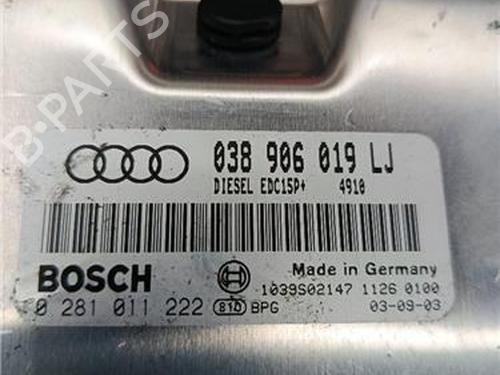 B-PARTS
038 906 019 LJ
DIESEL EDC15P+ 4910
BOSCH
Made in Germany
1039S02147 1126 0100
0 281 011 222 810 BPG 03-09-03